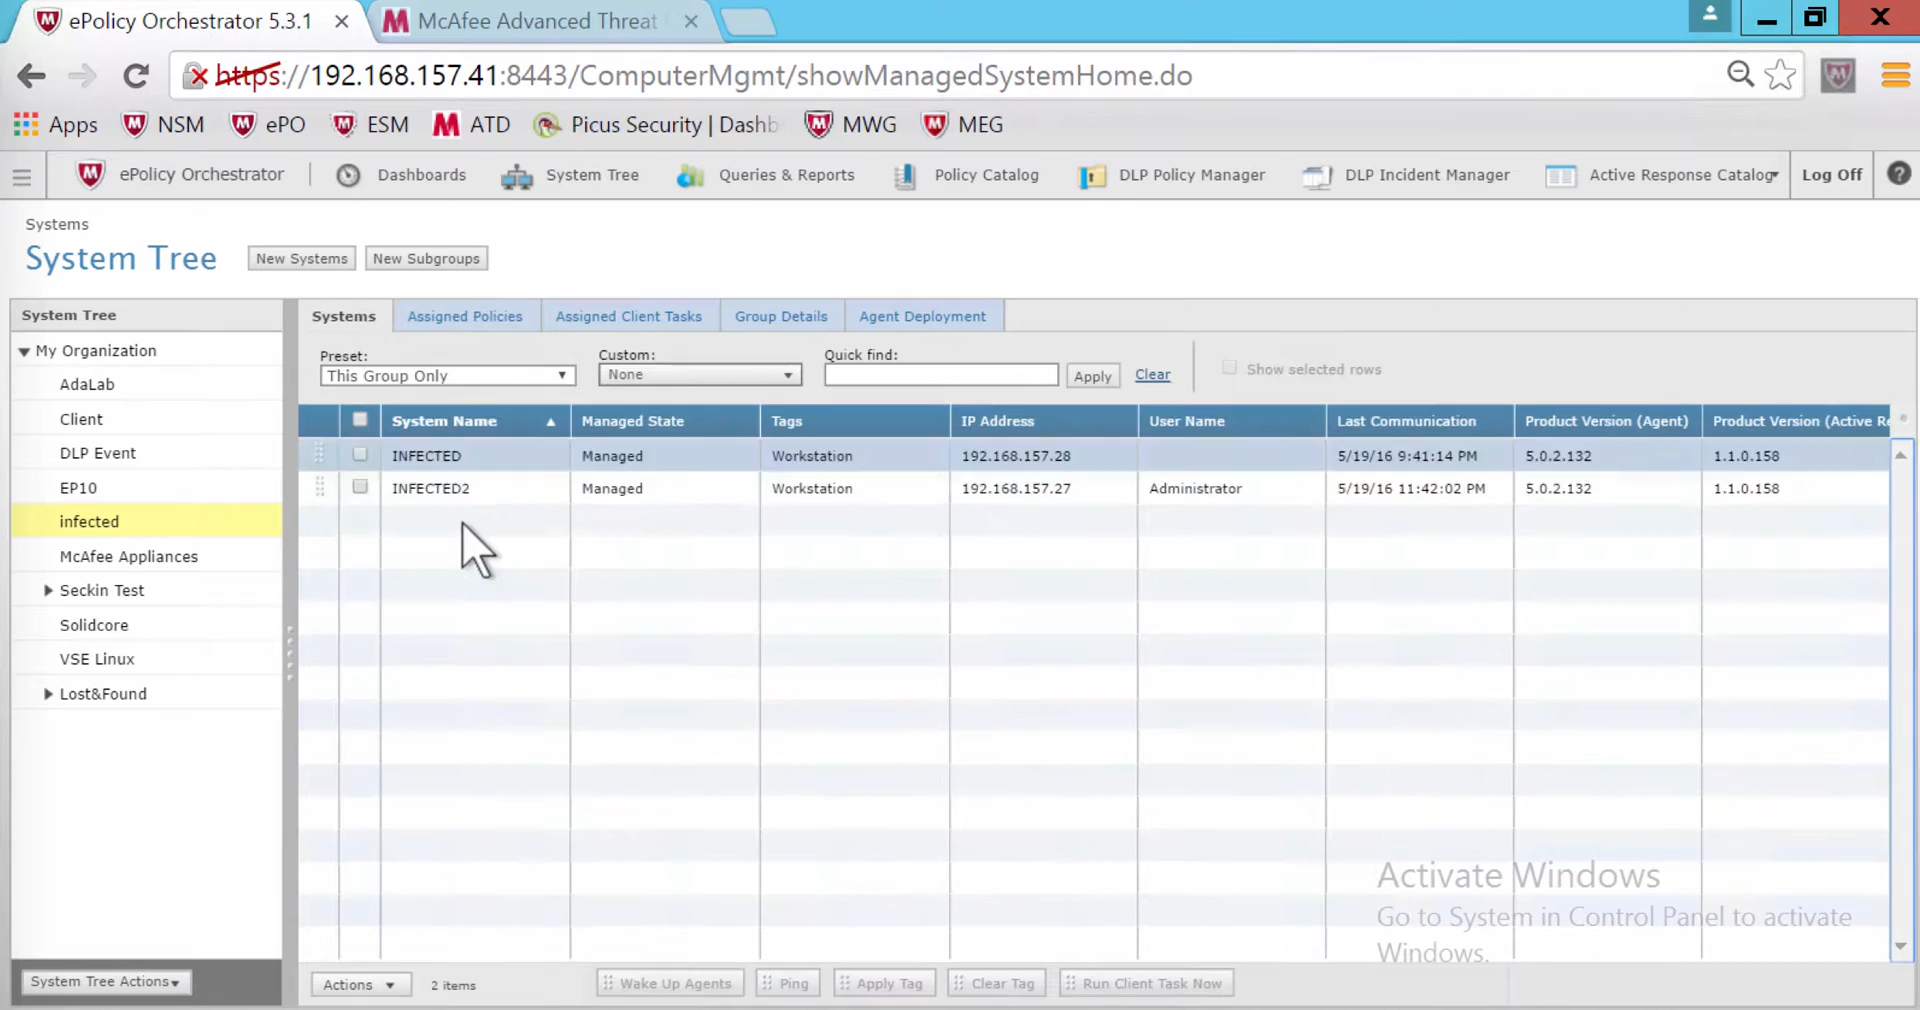 ePolicy Orchestrator 5.3.1
McAfee Advanced Threat
https://192.168.157.41:8443/ComputerMgmt/showManagedSystemHome.do
Apps NSM ePO ESM ATD Picus Security | Dashb MWG MEG
ePolicy Orchestrator Dashboards System Tree Queries & Reports Policy Catalog DLP Policy Manager DLP Incident Manager Active Response Catalog Log Off ?
Systems
System Tree New Systems New Subgroups
System Tree
My Organization
AdaLab
Client
DLP Event
EP10
infected
McAfee Appliances
Seckin Test
Solidcore
VSE Linux
Lost&Found
System Tree Actions
Systems Assigned Policies Assigned Client Tasks Group Details Agent Deployment
Preset: Custom: Quick find:
This Group Only None Apply Clear Show selected rows
System Name Managed State Tags IP Address User Name Last Communication Product Version (Agent) Product Version (Active Re
INFECTED Managed Workstation 192.168.157.28 5/19/16 9:41:14 PM 5.0.2.132 1.1.0.158
INFECTED2 Managed Workstation 192.168.157.27 Administrator 5/19/16 11:42:02 PM 5.0.2.132 1.1.0.158
Activate Windows
Go to System in Control Panel to activate
Windows.
Actions 2 items Wake Up Agents Ping Apply Tag Clear Tag Run Client Task Now